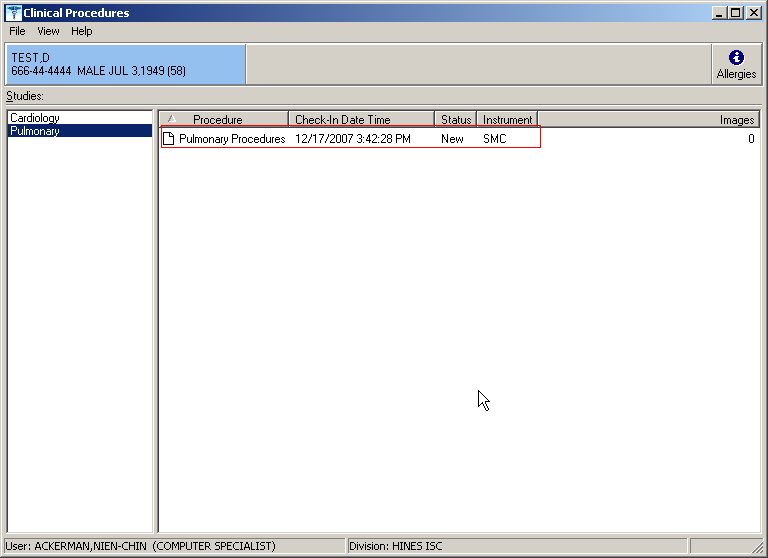 Clinical Procedures
File View Help
TEST,D
666-44-4444 MALE JUL 3,1949 (58)
Allergies
Studies:
Cardiology
Pulmonary
Procedure Check-In Date Time Status Instrument Images
Pulmonary Procedures 12/17/2007 3:42:28 PM New SMC 0
User: ACKERMAN,NIEN-CHIN (COMPUTER SPECIALIST) Division: HINES ISC